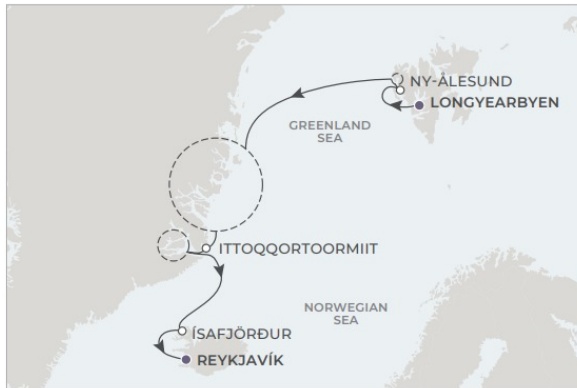 NY-ÅLESUND
LONGYEARBYEN
GREENLAND
SEA
ITTOQQORTOORMIIT
NORWEGIAN
SEA
ÍSAFJÖRÐUR
REYKJAVÍK